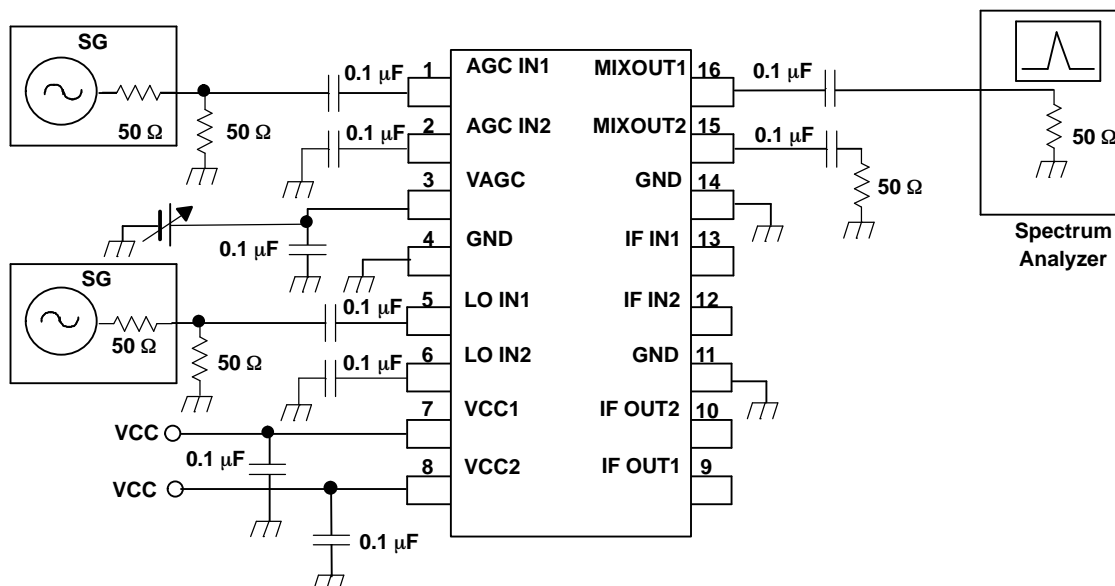 SG
50 Ω
50 Ω
0.1 µF
0.1 µF
0.1 µF
SG
50 Ω
50 Ω
0.1 µF
0.1 µF
VCC
0.1 µF
VCC
0.1 µF
1 AGC IN1
2 AGC IN2
3 VAGC
4 GND
5 LO IN1
6 LO IN2
7 VCC1
8 VCC2
MIXOUT1 16
MIXOUT2 15
GND 14
IF IN1 13
IF IN2 12
GND 11
IF OUT2 10
IF OUT1 9
0.1 µF
0.1 µF
50 Ω
50 Ω
Spectrum
Analyzer